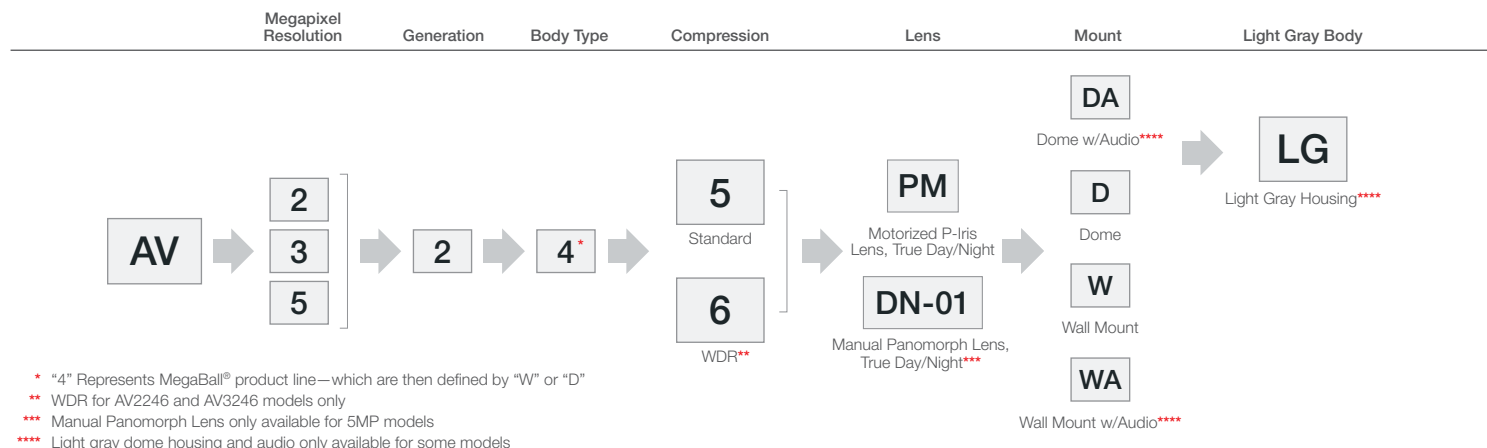 Megapixel
Resolution
Generation
Body Type
Compression
Lens
Mount
Light Gray Body
AV
2
3
5
2
4*
5
Standard
6
WDR**
PM
Motorized P-Iris
Lens, True Day/Night
DN-01
Manual Panomorph Lens,
True Day/Night***
DA
Dome w/Audio****
D
Dome
W
Wall Mount
WA
Wall Mount w/Audio****
LG
Light Gray Housing****
* “4” Represents MegaBall® product line—which are then defined by “W” or “D”
** WDR for AV2246 and AV3246 models only
*** Manual Panomorph Lens only available for 5MP models
**** Light gray dome housing and audio only available for some models